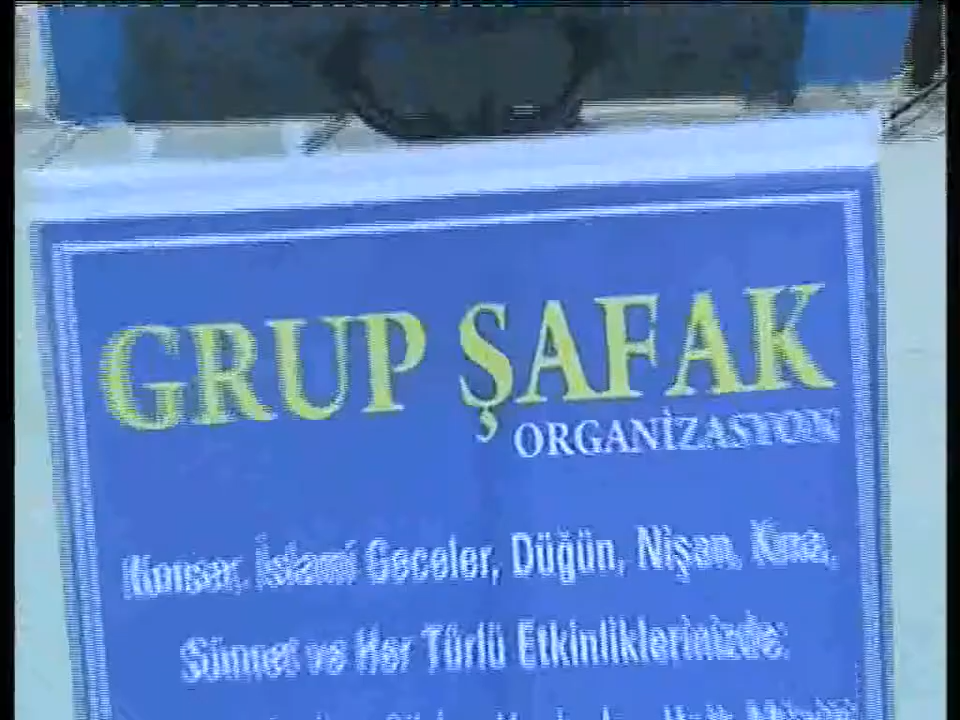 GRUP ŞAFAK
ORGANİZASYON
Konser, İslami Geceler, Düğün, Nişan, Kına,
Sünnet ve Her Türlü Etkinliklerinizde;